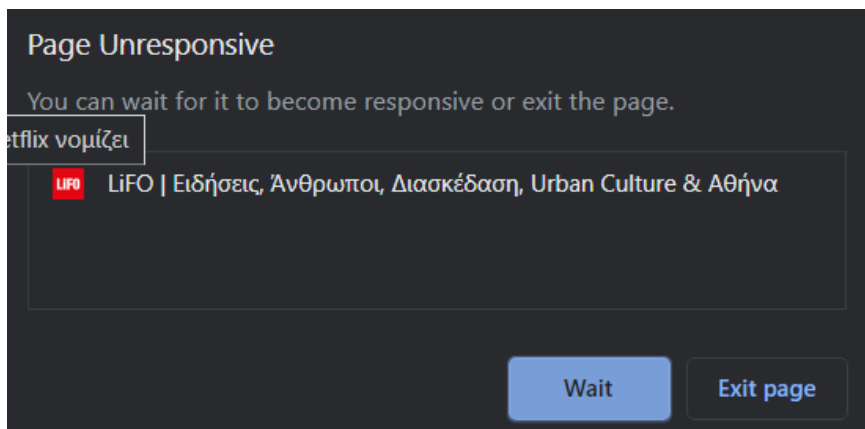 Page Unresponsive
You can wait for it to become responsive or exit the page.
etflix νομίζει
LiFO LiFO | Ειδήσεις, Άνθρωποι, Διασκέδαση, Urban Culture & Αθήνα
Wait Exit page